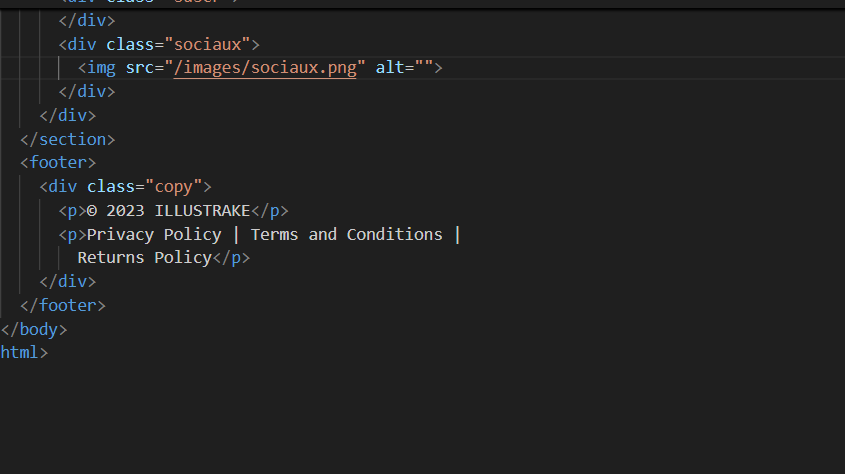 </div>
<div class="sociaux">
<img src="/images/sociaux.png" alt="">
</div>
</div>
</section>
<footer>
<div class="copy">
<p>© 2023 ILLUSTRAKE</p>
<p>Privacy Policy | Terms and Conditions |
Returns Policy</p>
</div>
</footer>
</body>
html>